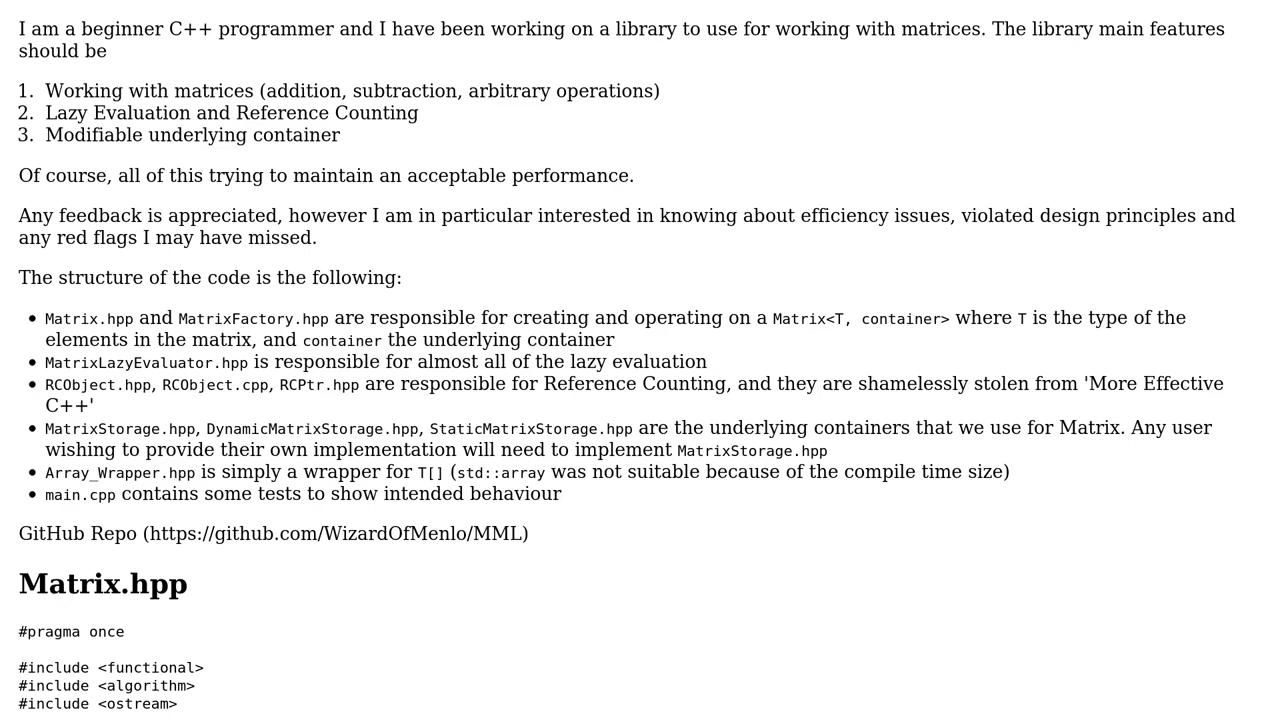 I am a beginner C++ programmer and I have been working on a library to use for working with matrices. The library main features
should be
1. Working with matrices (addition, subtraction, arbitrary operations)
2. Lazy Evaluation and Reference Counting
3. Modifiable underlying container
Of course, all of this trying to maintain an acceptable performance.
Any feedback is appreciated, however I am in particular interested in knowing about efficiency issues, violated design principles and
any red flags I may have missed.
The structure of the code is the following:
• Matrix.hpp and MatrixFactory.hpp are responsible for creating and operating on a Matrix<T, container> where T is the type of the
elements in the matrix, and container the underlying container
• MatrixLazyEvaluator.hpp is responsible for almost all of the lazy evaluation
• RCObject.hpp, RCObject.cpp, RCPtr.hpp are responsible for Reference Counting, and they are shamelessly stolen from 'More Effective
C++'
• MatrixStorage.hpp, DynamicMatrixStorage.hpp, StaticMatrixStorage.hpp are the underlying containers that we use for Matrix. Any user
wishing to provide their own implementation will need to implement MatrixStorage.hpp
• Array_Wrapper.hpp is simply a wrapper for T[] (std::array was not suitable because of the compile time size)
• main.cpp contains some tests to show intended behaviour
GitHub Repo (https://github.com/WizardOfMenlo/MML)
Matrix.hpp
#pragma once
#include <functional>
#include <algorithm>
#include <ostream>